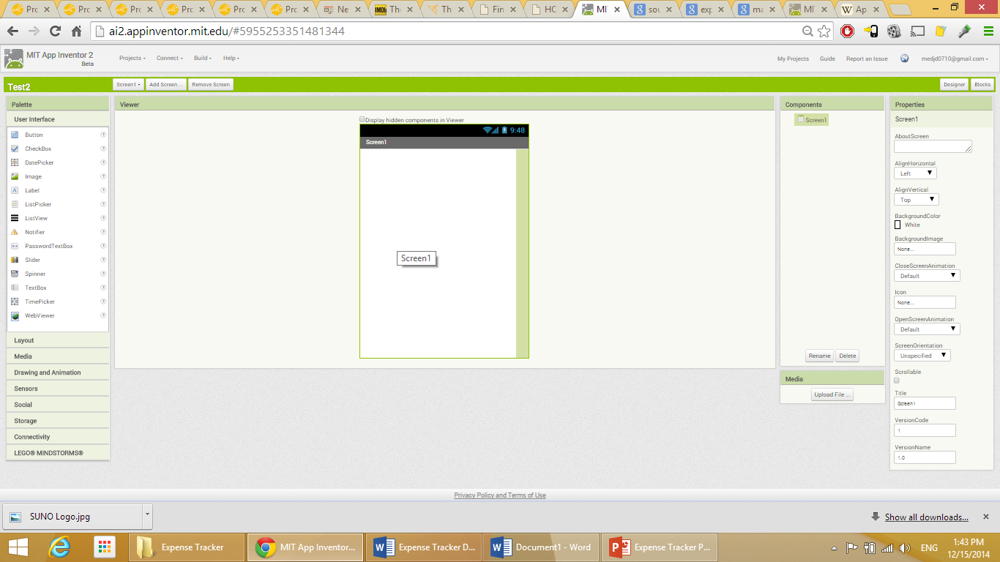 Pro
Pro
Pro
Pro
Pro
Pro
Ne
IMDb The
Th
Fin
HC
MI
sou
exp
ma
MI
W Ap
ai2.appinventor.mit.edu/#5955253351481344
MIT App Inventor 2
Beta
Projects
Connect
Build
Help
My Projects
Guide
Report an Issue
medjd0710@gmail.com
Test2
Screen1
Add Screen ...
Remove Screen
Designer
Blocks
Palette
User Interface
Button
CheckBox
DatePicker
Image
Label
ListPicker
ListView
Notifier
PasswordTextBox
Slider
Spinner
TextBox
TimePicker
WebViewer
Layout
Media
Drawing and Animation
Sensors
Social
Storage
Connectivity
LEGO® MINDSTORMS®
Viewer
Display hidden components in Viewer
9:48
Screen1
Screen1
Components
Screen1
Rename
Delete
Media
Upload File ...
Properties
Screen1
AboutScreen
AlignHorizontal
Left
AlignVertical
Top
BackgroundColor
White
BackgroundImage
None...
CloseScreenAnimation
Default
Icon
None...
OpenScreenAnimation
Default
ScreenOrientation
Unspecified
Scrollable
Title
Screen1
VersionCode
1
VersionName
1.0
Privacy Policy and Terms of Use
SUNO Logo.jpg
Show all downloads...
Expense Tracker
MIT App Inventor...
Expense Tracker D...
Document1 - Word
Expense Tracker P...
ENG
1:43 PM
12/15/2014